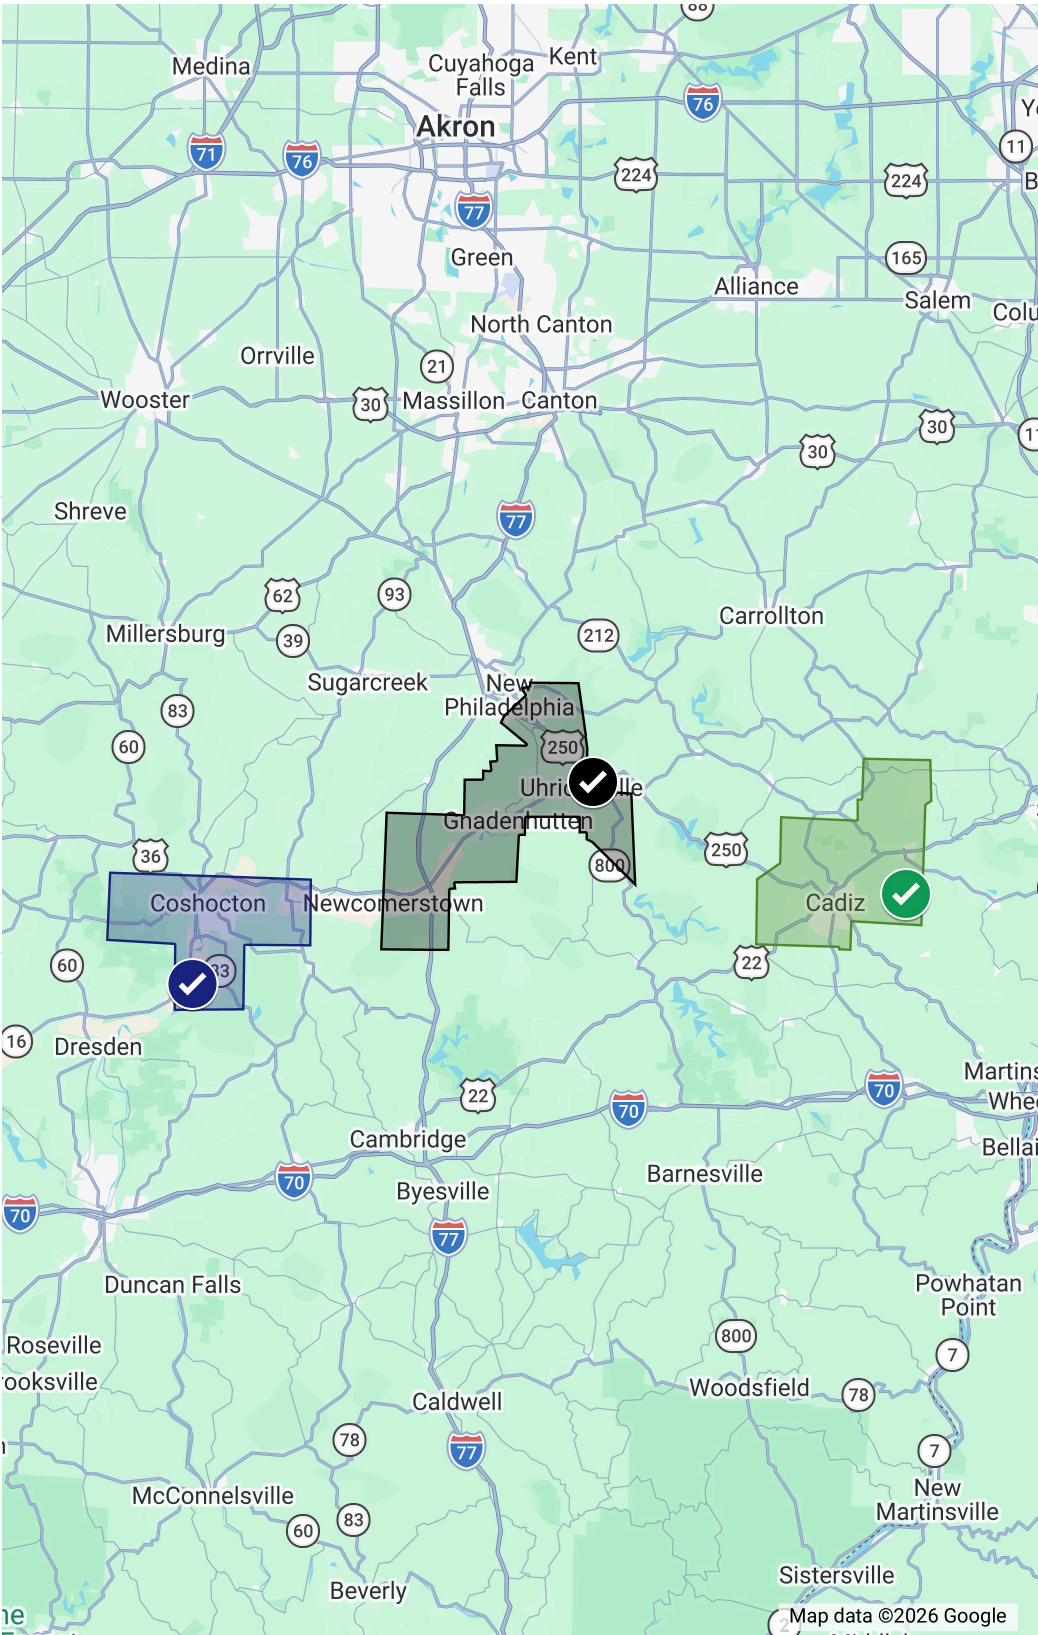 88
Medina
Cuyahoga
Falls
Kent
Akron
76
71
76
11
224
224
77
Green
165
Alliance
Salem
North Canton
Orrville
21
Wooster
30
Massillon
Canton
30
30
Shreve
77
62
93
Carrollton
Millersburg
39
212
Sugarcreek
New
Philadelphia
83
60
250
Gnadenhutten
36
250
800
Coshocton
Newcomerstown
Cadiz
60
22
16
Dresden
22
70
70
Cambridge
Barnesville
70
Byesville
70
77
Duncan Falls
Powhatan
Point
Roseville
800
7
Woodsfield
78
Caldwell
78
77
7
McConnelsville
New
Martinsville
60
83
Sistersville
Beverly
Map data ©2026 Google